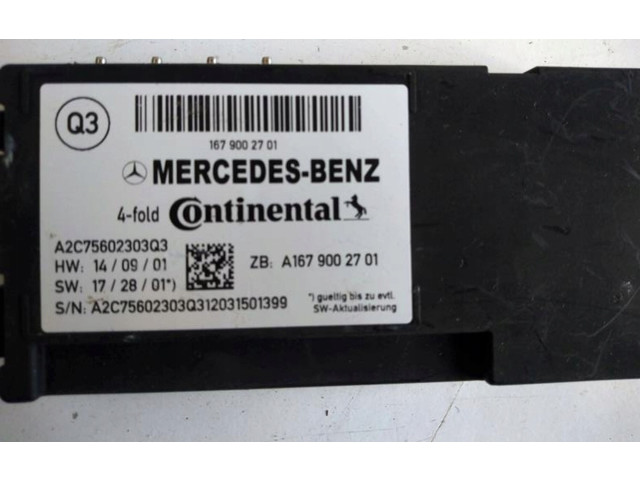 Q3
167 900 27 01
MERCEDES-BENZ
4-fold Continental
A2C75602303Q3
HW: 14 / 09 / 01
ZB: A167 900 27 01
SW: 17 / 28 / 01*)
*) gueltig bis zu evtl.
SW-Aktualisierung
S/N: A2C75602303Q312031501399